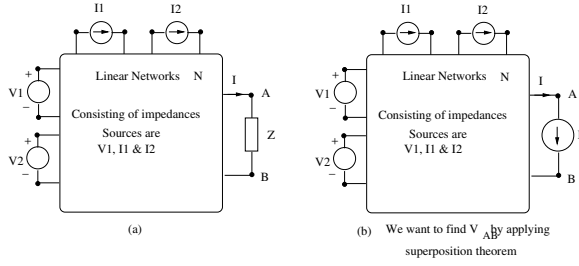 I1 I2
Linear Networks N
I
A
V1
+
−
Consisting of impedances
Sources are
V1, I1 & I2
Z
V2
+
−
B
(a)
I1 I2
Linear Networks N
I
A
V1
+
−
Consisting of impedances
Sources are
V1, I1 & I2
V2
+
−
B
(b) We want to find V AB by applying
superposition theorem